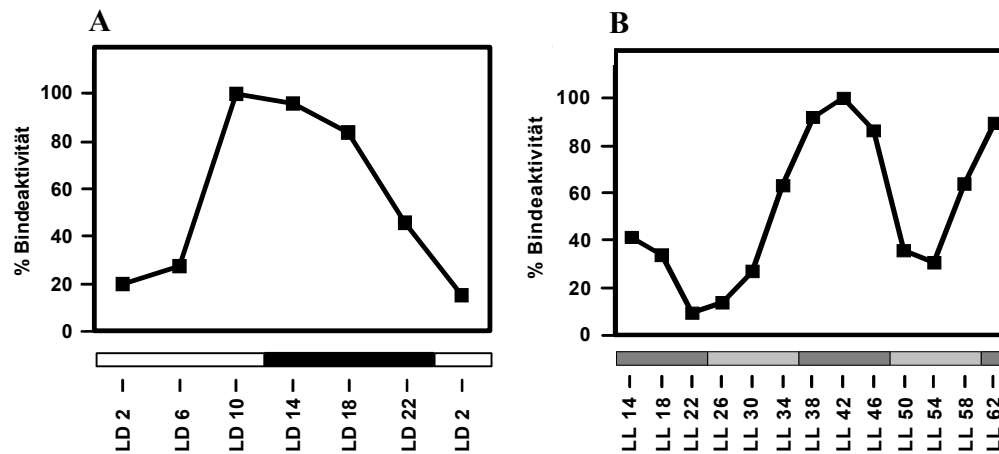 A
% Bindeaktivität
100
80
60
40
20
0
LD 2
LD 6
LD 10
LD 14
LD 18
LD 22
LD 2
B
% Bindeaktivität
100
80
60
40
20
0
LL 14
LL 18
LL 22
LL 26
LL 30
LL 34
LL 38
LL 42
LL 46
LL 50
LL 54
LL 58
LL 62